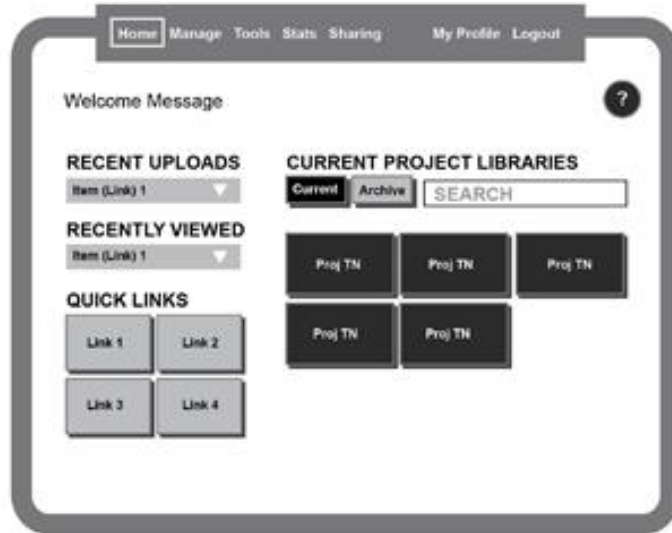 Home Manage Tools Stats Sharing My Profile Logout
Welcome Message
?
RECENT UPLOADS
Item (Link) 1
RECENTLY VIEWED
Item (Link) 1
QUICK LINKS
Link 1 Link 2
Link 3 Link 4
CURRENT PROJECT LIBRARIES
Current Archive SEARCH
Proj TN Proj TN Proj TN
Proj TN Proj TN